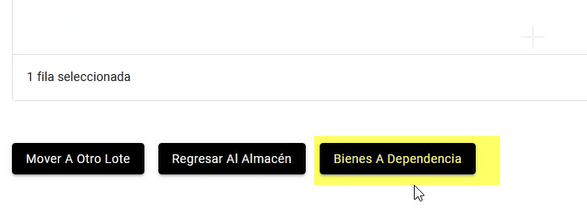 1 fila seleccionada
Mover A Otro Lote Regresar Al Almacén Bienes A Dependencia